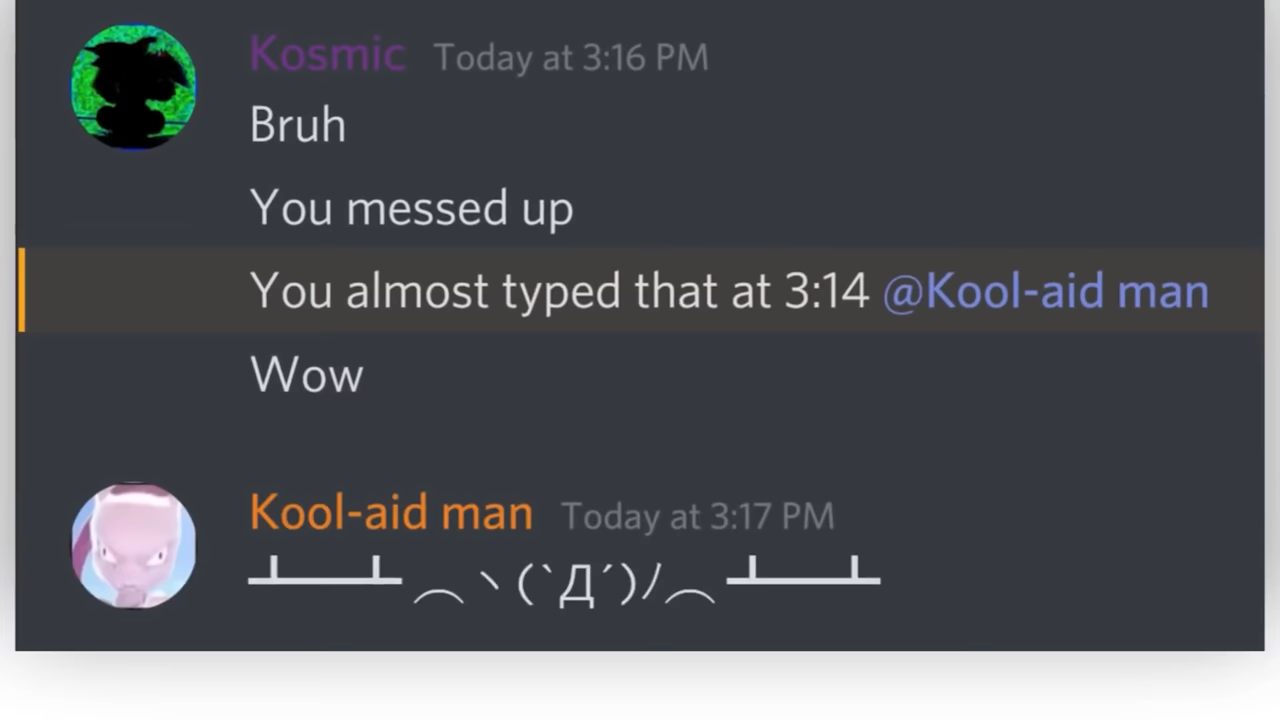 Kosmic Today at 3:16 PM
Bruh
You messed up
You almost typed that at 3:14 @Kool-aid man
Wow
Kool-aid man Today at 3:17 PM
┻━┻ ︵ヽ(`Д´)ﾉ︵ ┻━┻